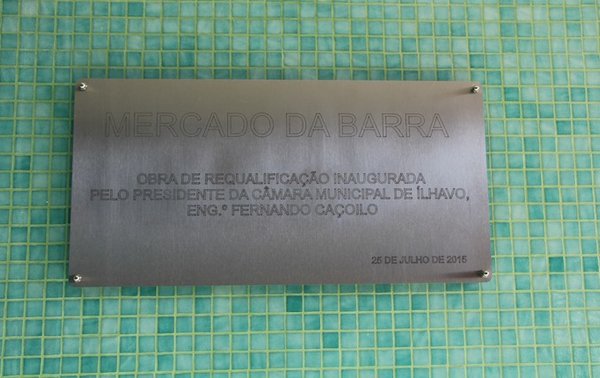 MERCADO DA BARRA
OBRA DE REQUALIFICAÇÃO INAUGURADA
PELO PRESIDENTE DA CÂMARA MUNICIPAL DE ÍLHAVO,
ENG.º FERNANDO CAÇOILO
25 DE JULHO DE 2015